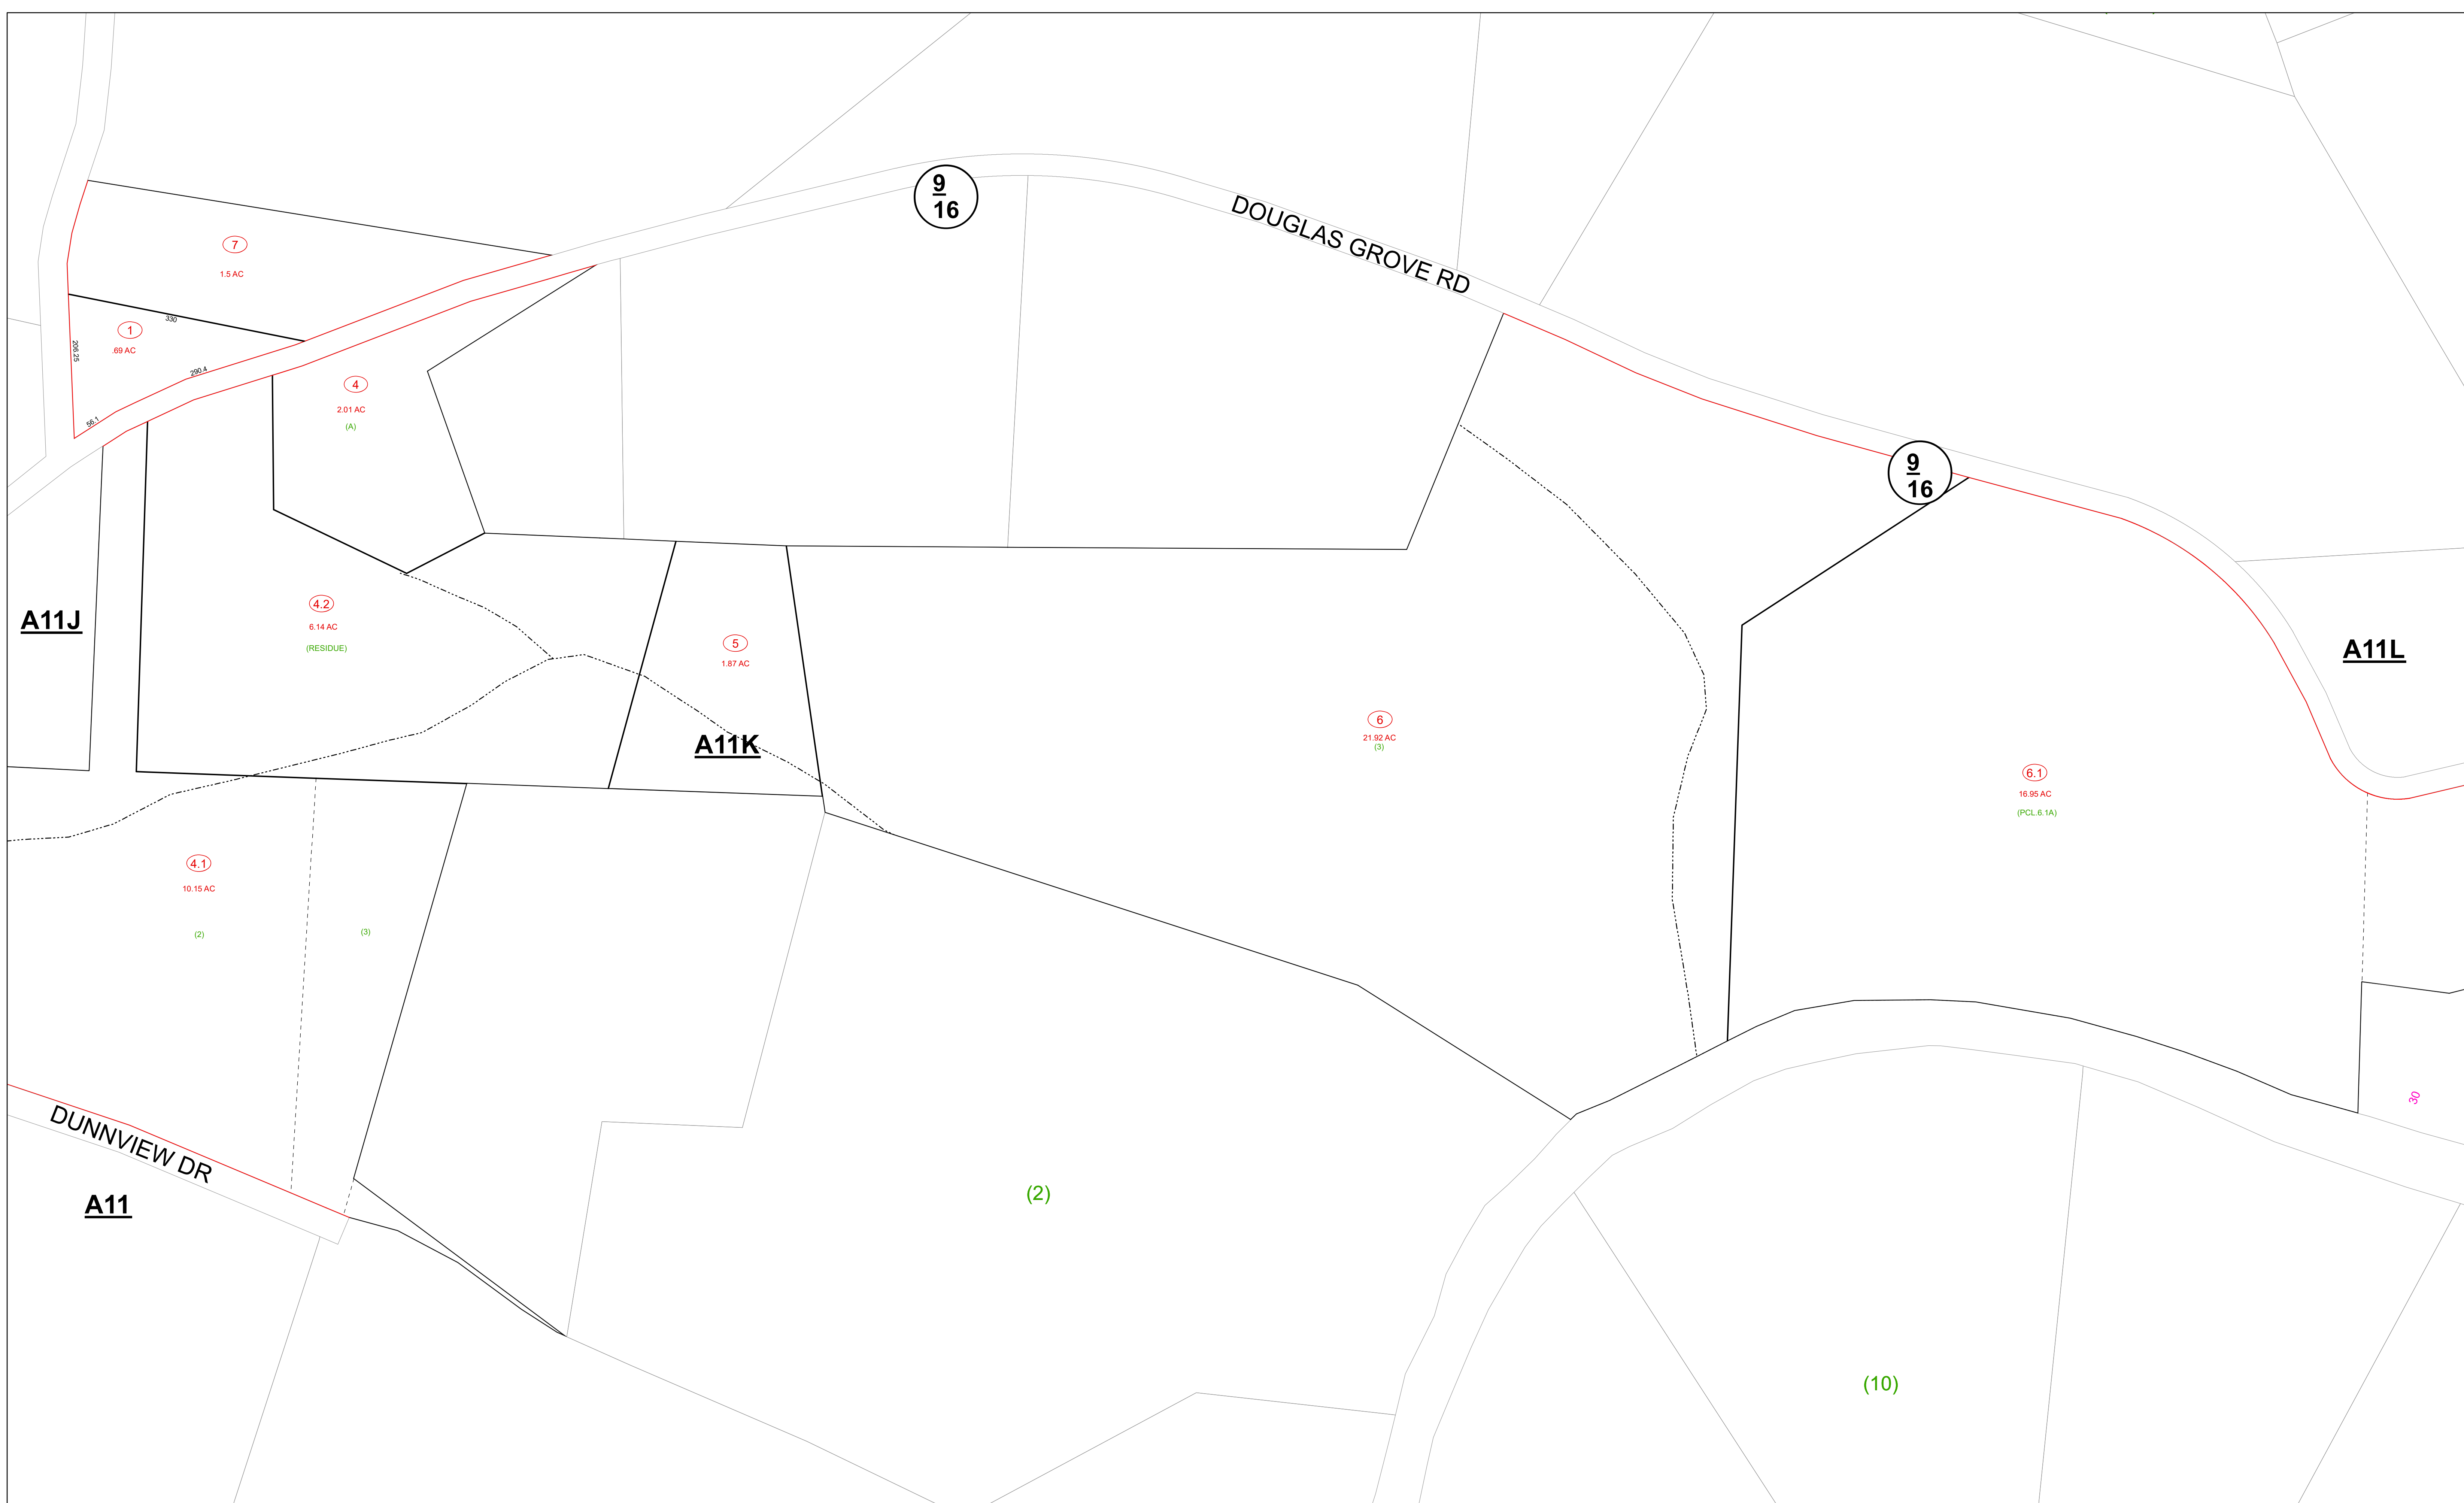 9
16
DOUGLAS GROVE RD
7
1.5 AC
330
1
.69 AC
206.25
290.4
56.1
4
2.01 AC
(A)
9
16
A11J
4.2
6.14 AC
(RESIDUE)
5
1.87 AC
A11K
6
21.92 AC
(3)
A11L
6.1
16.95 AC
(PCL.6.1A)
4.1
10.15 AC
(2)
(3)
30
DUNNVIEW DR
A11
(2)
(10)